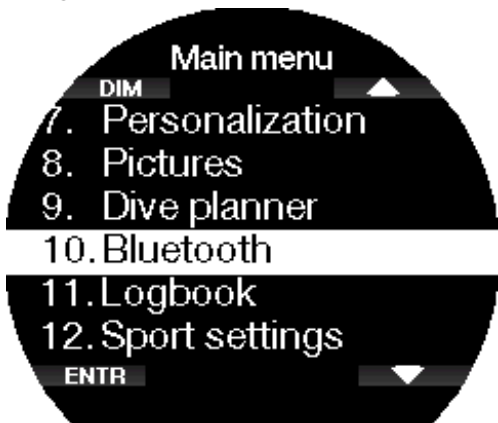 Main menu
DIM
7. Personalization
8. Pictures
9. Dive planner
10. Bluetooth
11. Logbook
12. Sport settings
ENTR